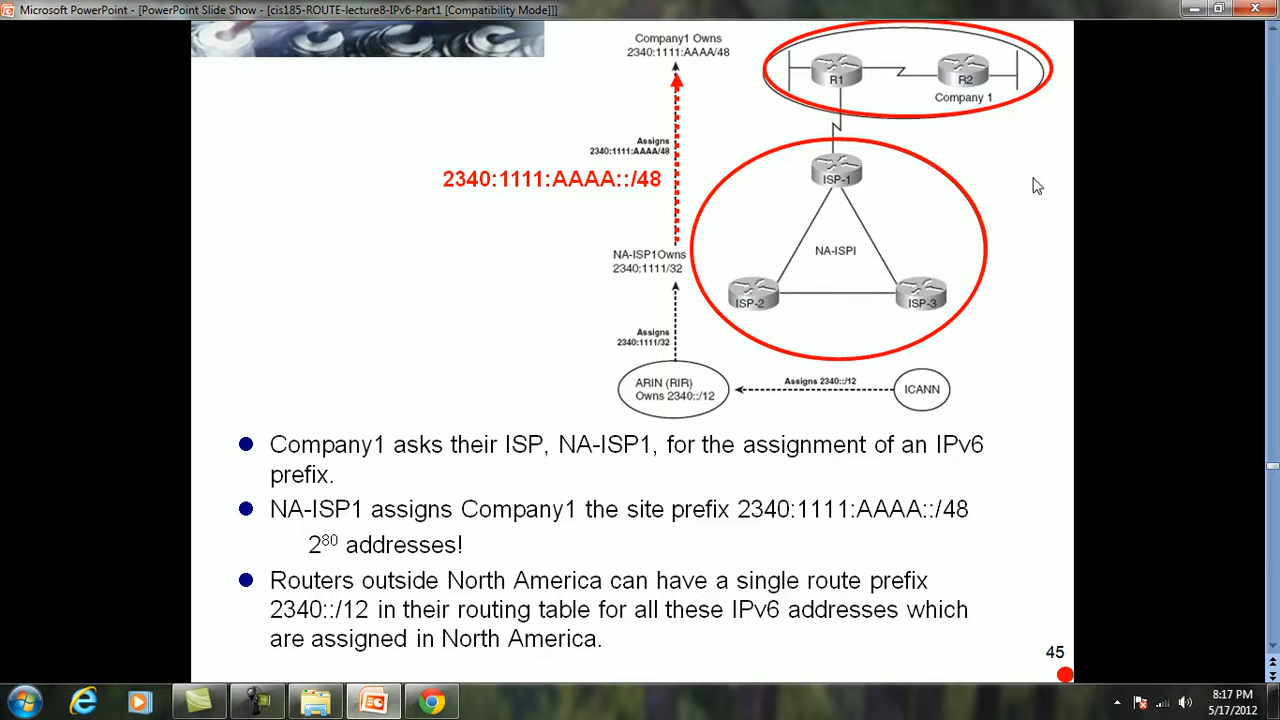 Microsoft PowerPoint - [PowerPoint Slide Show - [cis185-ROUTE-lecture8-IPv6-Part1 [Compatibility Mode]]]
Company1 Owns
2340:1111:AAAA/48
R1
R2
Company 1
Assigns
2340:1111:AAAA/48
2340:1111:AAAA::/48
ISP-1
NA-ISP1Owns
2340:1111/32
NA-ISPI
ISP-2
ISP-3
Assigns
2340:1111/32
ARIN (RIR)
Owns 2340::/12
Assigns 2340::/12
ICANN
Company1 asks their ISP, NA-ISP1, for the assignment of an IPv6
prefix.
NA-ISP1 assigns Company1 the site prefix 2340:1111:AAAA::/48
2⁸⁰ addresses!
Routers outside North America can have a single route prefix
2340::/12 in their routing table for all these IPv6 addresses which
are assigned in North America.
45
8:17 PM
5/17/2012